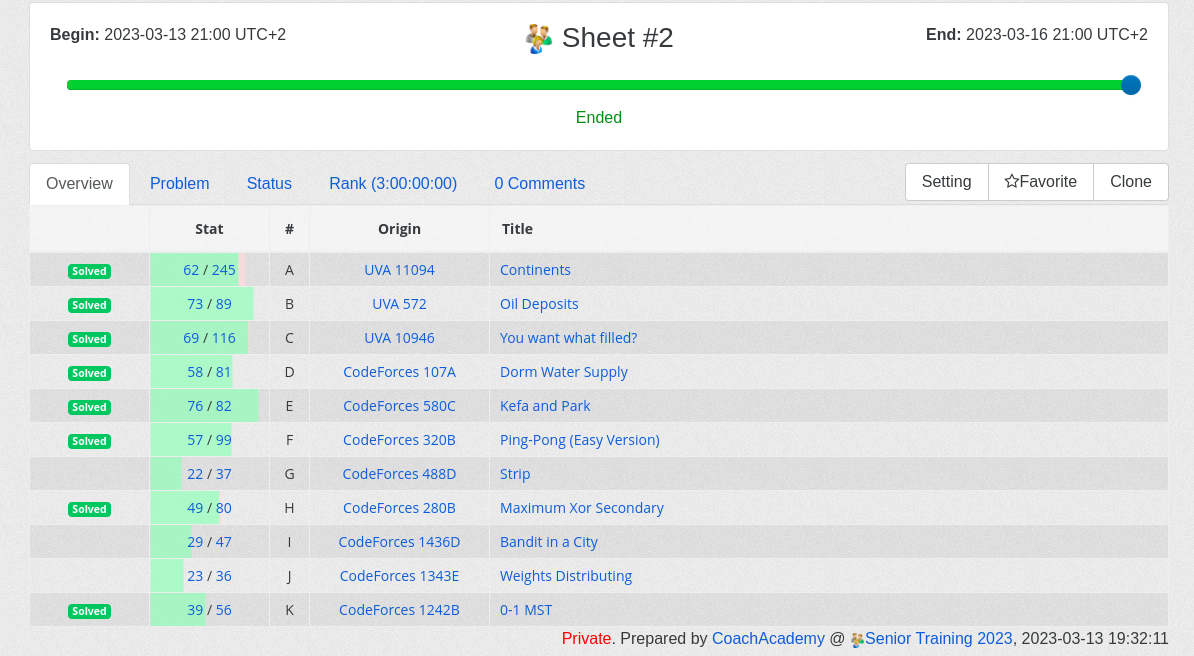 Begin: 2023-03-13 21:00 UTC+2 Sheet #2 End: 2023-03-16 21:00 UTC+2
Ended
Overview Problem Status Rank (3:00:00:00) 0 Comments Setting ☆Favorite Clone
Stat # Origin Title
Solved 62 / 245 A UVA 11094 Continents
Solved 73 / 89 B UVA 572 Oil Deposits
Solved 69 / 116 C UVA 10946 You want what filled?
Solved 58 / 81 D CodeForces 107A Dorm Water Supply
Solved 76 / 82 E CodeForces 580C Kefa and Park
Solved 57 / 99 F CodeForces 320B Ping-Pong (Easy Version)
22 / 37 G CodeForces 488D Strip
Solved 49 / 80 H CodeForces 280B Maximum Xor Secondary
29 / 47 I CodeForces 1436D Bandit in a City
23 / 36 J CodeForces 1343E Weights Distributing
Solved 39 / 56 K CodeForces 1242B 0-1 MST
Private. Prepared by CoachAcademy @ Senior Training 2023, 2023-03-13 19:32:11